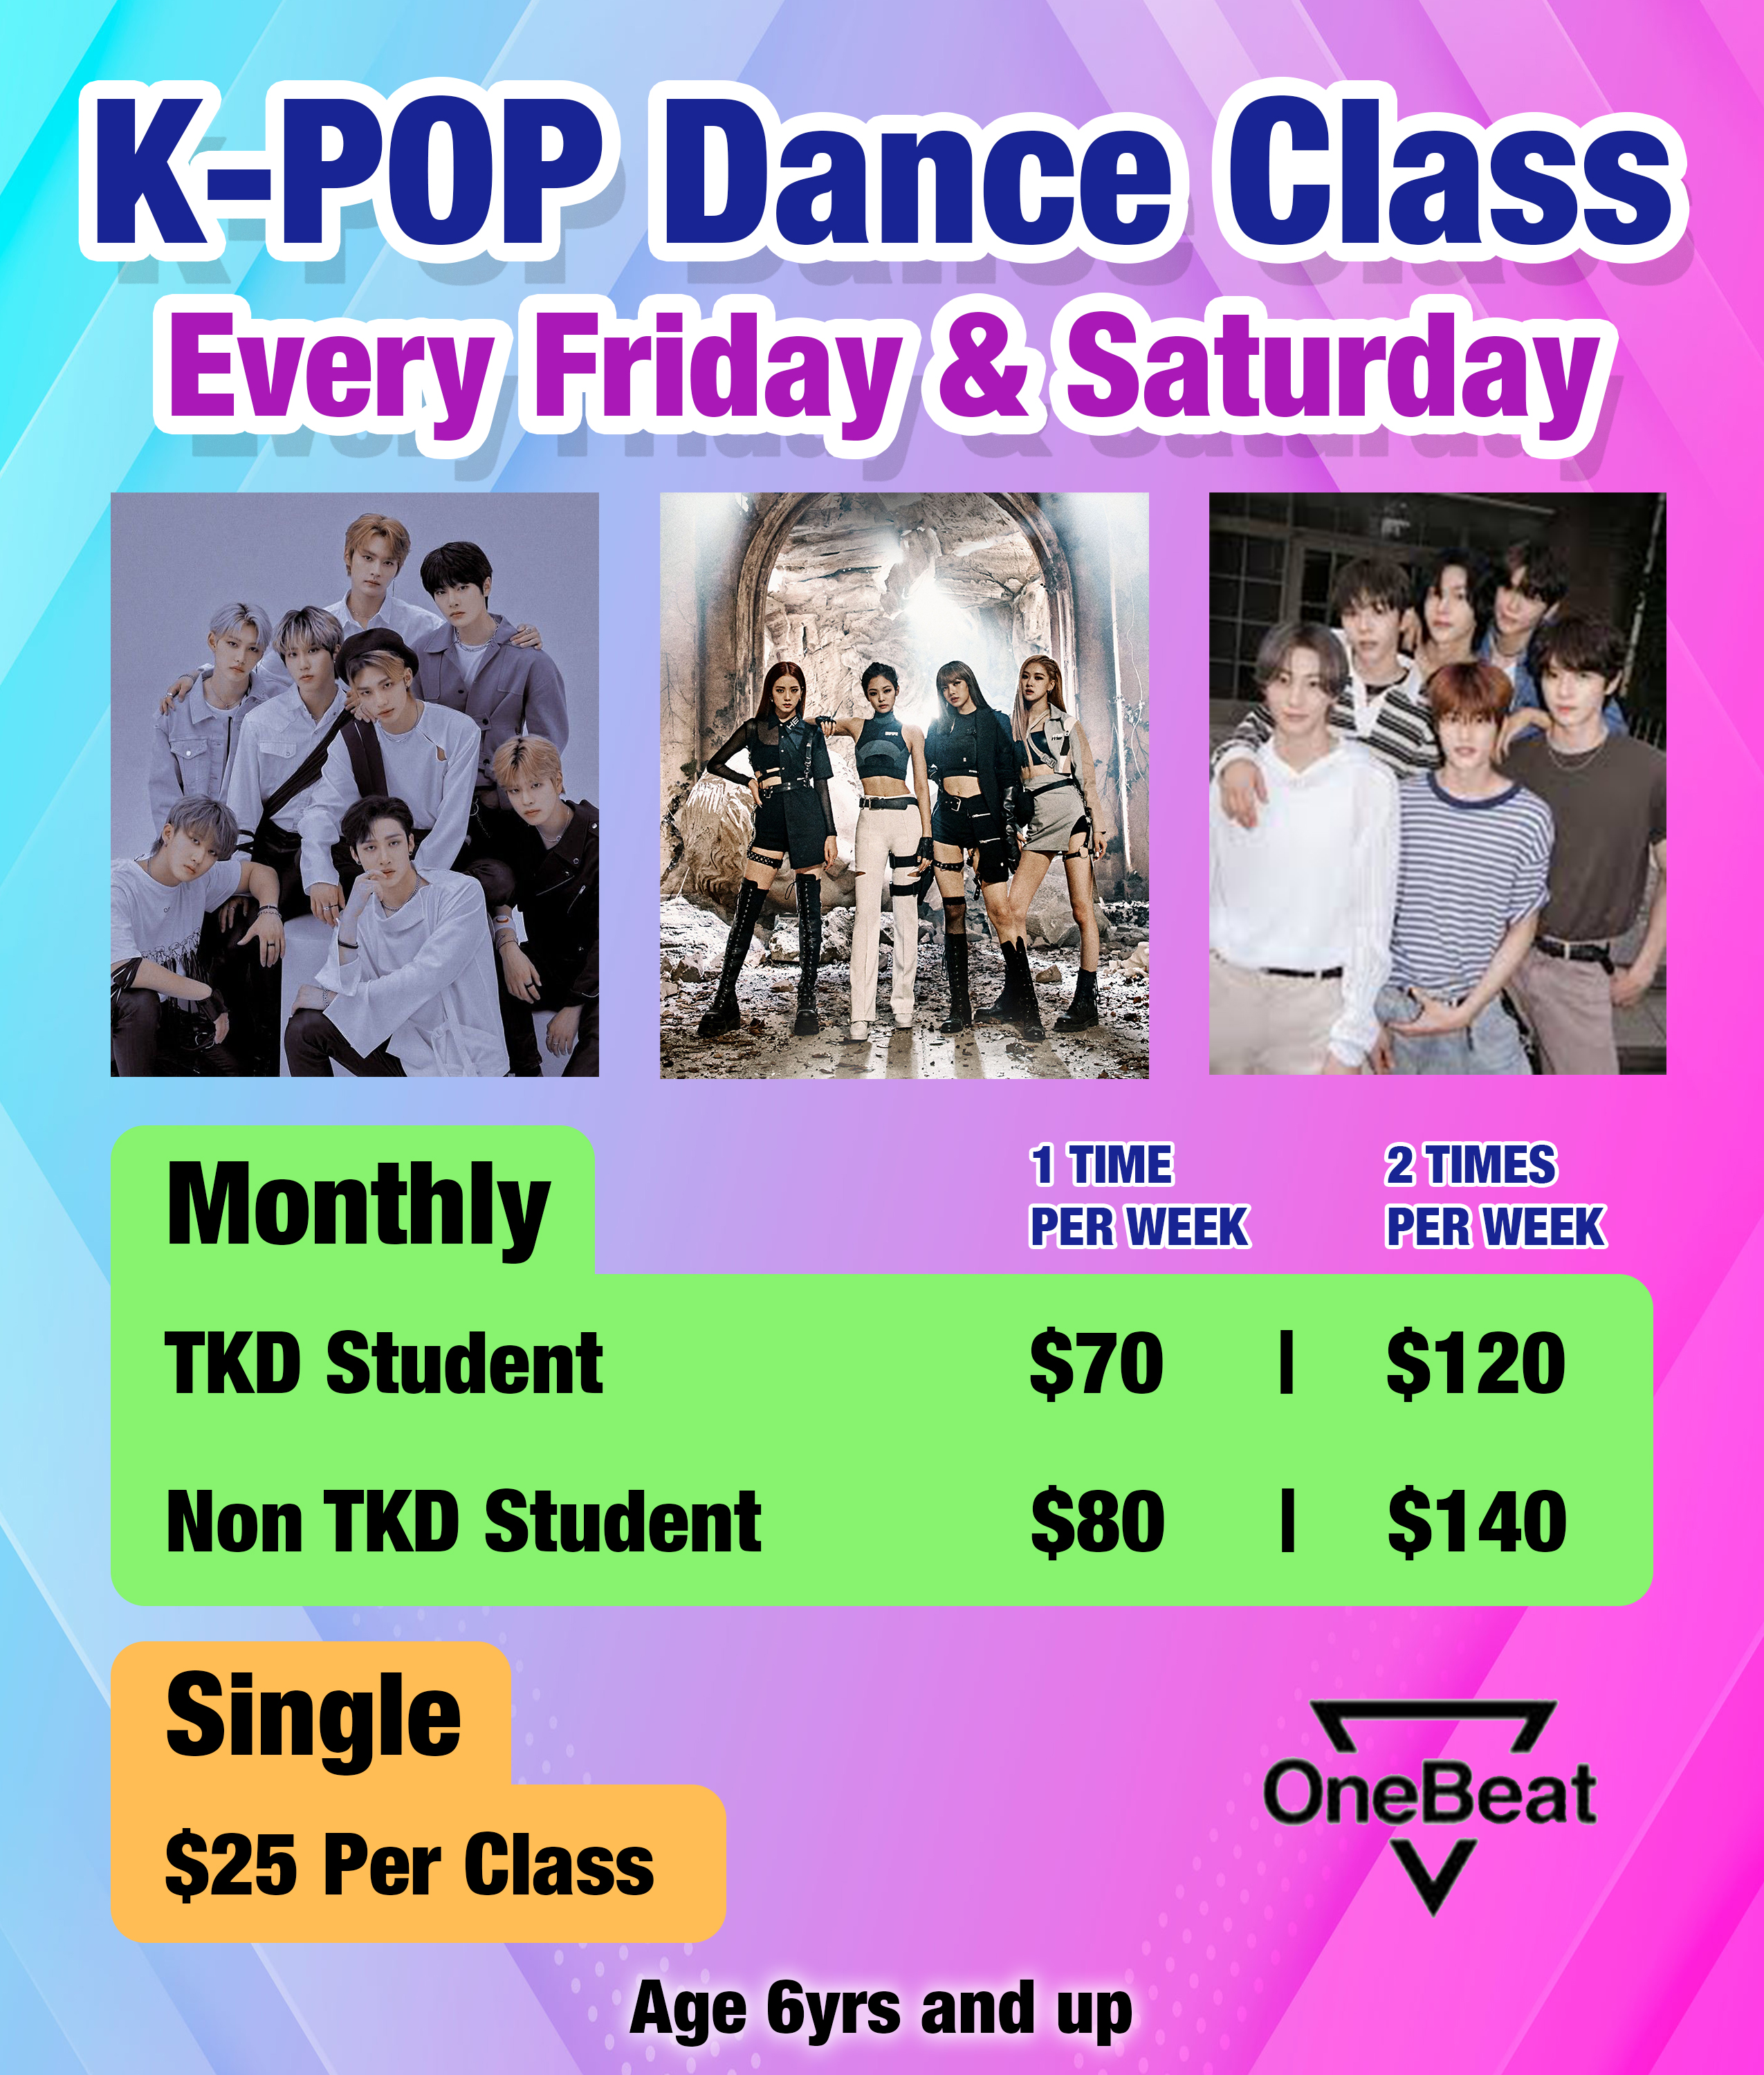 K-POP Dance Class
Every Friday & Saturday
Monthly
1 TIME
PER WEEK
2 TIMES
PER WEEK
TKD Student $70 | $120
Non TKD Student $80 | $140
Single
$25 Per Class
OneBeat
Age 6yrs and up